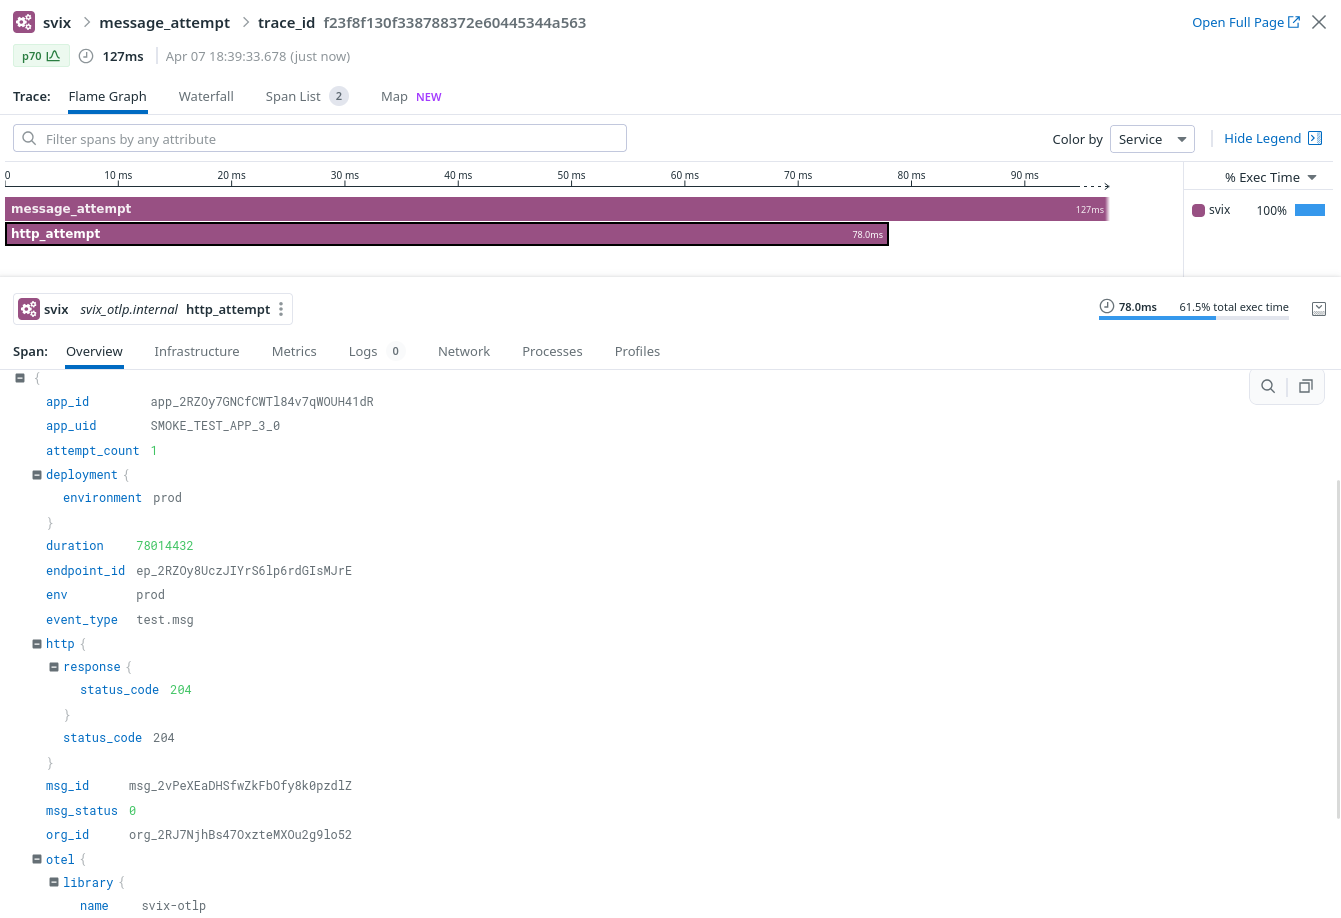 svix > message_attempt > trace_id f23f8f130f338788372e60445344a563 Open Full Page
p70 127ms Apr 07 18:39:33.678 (just now)
Trace: Flame Graph Waterfall Span List 2 Map NEW
Filter spans by any attribute Color by Service Hide Legend
0 10 ms 20 ms 30 ms 40 ms 50 ms 60 ms 70 ms 80 ms 90 ms % Exec Time
message_attempt 127ms svix 100%
http_attempt 78.0ms
svix svix_otlp.internal http_attempt 78.0ms 61.5% total exec time
Span: Overview Infrastructure Metrics Logs 0 Network Processes Profiles
{
app_id app_2RZOy7GNCfCWTl84v7qWOUH41dR
app_uid SMOKE_TEST_APP_3_0
attempt_count 1
deployment {
environment prod
}
duration 78014432
endpoint_id ep_2RZOy8UczJIYrS6lp6rdGIsMJrE
env prod
event_type test.msg
http {
response {
status_code 204
}
status_code 204
}
msg_id msg_2vPeXEaDHSfwZkFbOfy8k0pzdlZ
msg_status 0
org_id org_2RJ7NjhBs47OxzteMXOu2g9lo52
otel {
library {
name svix-otlp